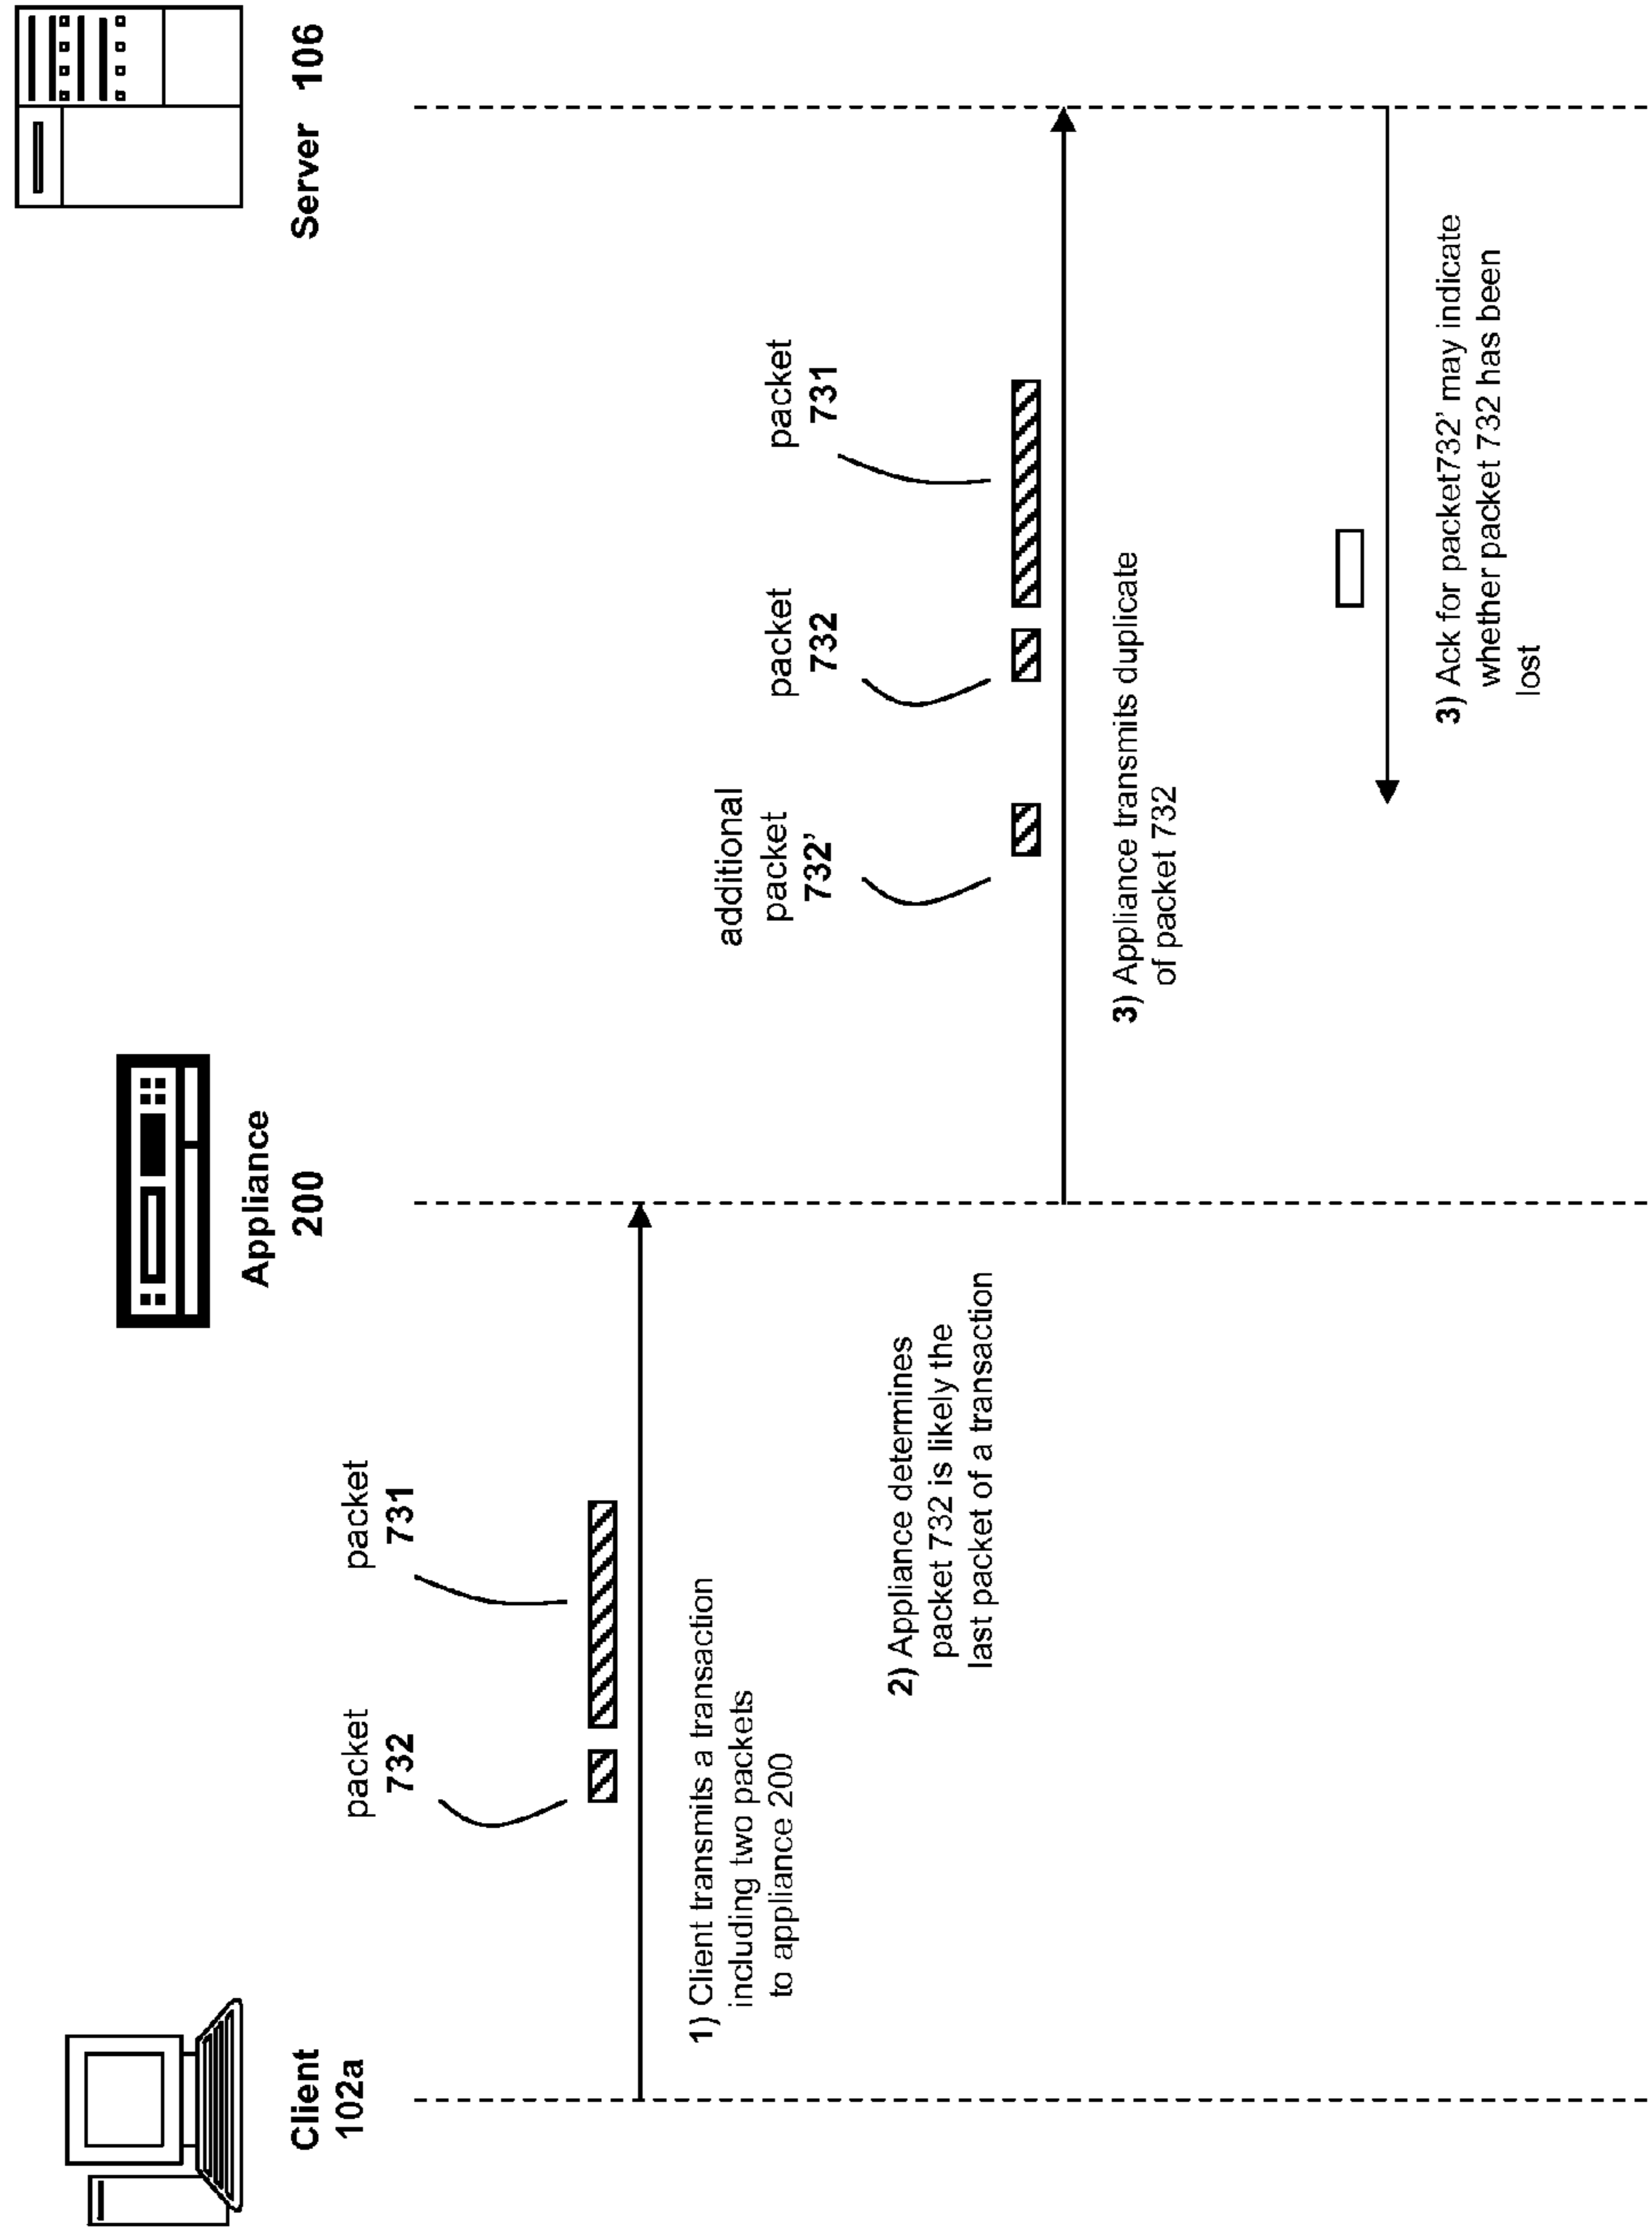 Client
102a
Appliance
200
Server 106
packet
732
packet
731
1) Client transmits a transaction
including two packets
to appliance 200
2) Appliance determines
packet 732 is likely the
last packet of a transaction
additional
packet
732’
packet
732
packet
731
3) Appliance transmits duplicate
of packet 732
3) Ack for packet732’ may indicate
whether packet 732 has been
lost